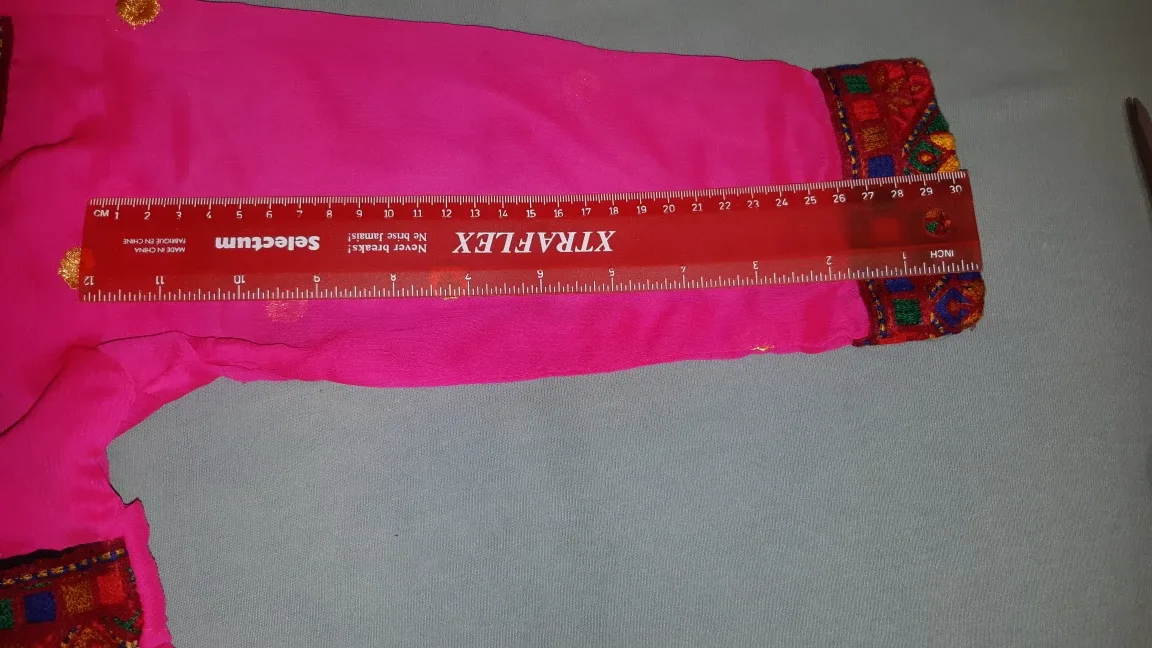 CM 1 2 3 4 5 6 7 8 9 10 11 12 13 14 15 16 17 18 19 20 21 22 23 24 25 26 27 28 29 30
XTRAFLEX
Never breaks!
Ne brise Jamais!
Selectum
MADE IN CHINA
FABRIQUE EN CHINE
INCH 1 2 3 4 5 6 7 8 9 10 11 12